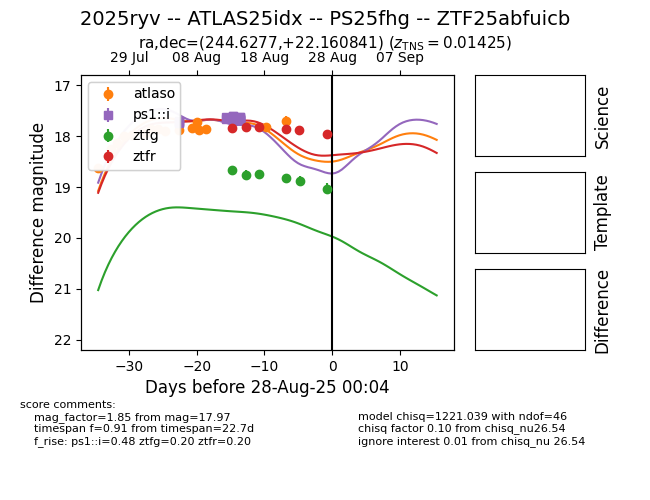 2025ryv -- ATLAS25idx -- PS25fhg -- ZTF25abfuicb
ra,dec=(244.6277,+22.160841) (z_TNS = 0.01425)
29 Jul 08 Aug 18 Aug 28 Aug 07 Sep
atlaso
ps1::i
ztfg
ztfr
17
18
19
20
21
22
Difference magnitude
−30 −20 −10 0 10
Days before 28-Aug-25 00:04
Science
Template
Difference
score comments:
mag_factor=1.85 from mag=17.97
timespan f=0.91 from timespan=22.7d
f_rise: ps1::i=0.48 ztfg=0.20 ztfr=0.20
model chisq=1221.039 with ndof=46
chisq factor 0.10 from chisq_nu26.54
ignore interest 0.01 from chisq_nu 26.54